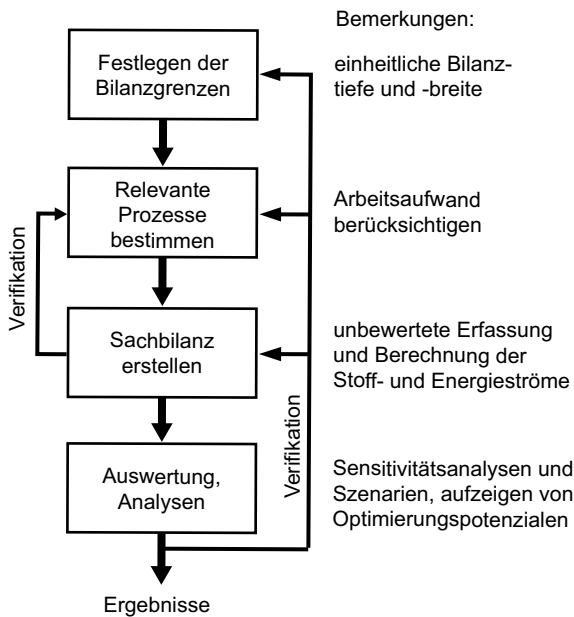 Bemerkungen:
Festlegen der
Bilanzgrenzen
einheitliche Bilanz-
tiefe und -breite
Relevante
Prozesse
bestimmen
Arbeitsaufwand
berücksichtigen
Verifikation
Sachbilanz
erstellen
unbewertete Erfassung
und Berechnung der
Stoff- und Energieströme
Verifikation
Auswertung,
Analysen
Sensitivitätsanalysen und
Szenarien, aufzeigen von
Optimierungspotenzialen
Ergebnisse